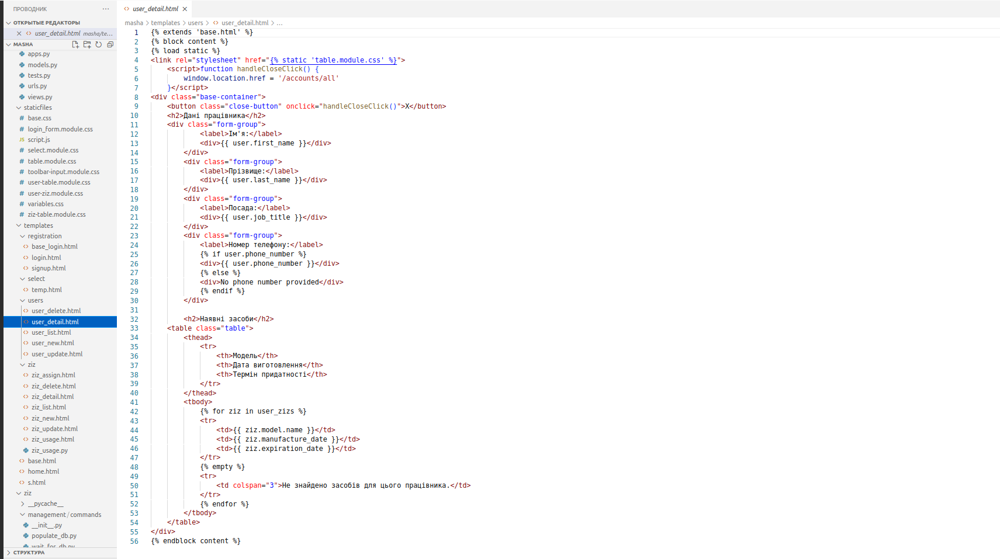 ПРОВОДНИК ···
ОТКРЫТЫЕ РЕДАКТОРЫ
user_detail.html masha/te...
MASHA
apps.py
models.py
tests.py
urls.py
views.py
staticfiles
# base.css
# login_form.module.css
JS script.js
# select.module.css
# table.module.css
# toolbar-input.module.css
# user-table.module.css
# user-ziz.module.css
# variables.css
# ziz-table.module.css
templates
registration
<> base_login.html
<> login.html
<> signup.html
select
<> temp.html
users
<> user_delete.html
<> user_detail.html
<> user_list.html
<> user_new.html
<> user_update.html
ziz
<> ziz_assign.html
<> ziz_delete.html
<> ziz_detail.html
<> ziz_list.html
<> ziz_new.html
<> ziz_update.html
<> ziz_usage.html
ziz_usage.py
<> base.html
<> home.html
<> s.html
ziz
__pycache__
management/commands
__init__.py
populate_db.py
wait_for_db.py
СТРУКТУРА
<> user_detail.html
masha > templates > users > <> user_detail.html > ...
1 {% extends 'base.html' %}
2 {% block content %}
3 {% load static %}
4 <link rel="stylesheet" href="{% static 'table.module.css' %}">
5 <script>function handleCloseClick() {
6 window.location.href = '/accounts/all'
7 }</script>
8 <div class="base-container">
9 <button class="close-button" onclick="handleCloseClick()">X</button>
10 <h2>Дані працівника</h2>
11 <div class="form-group">
12 <label>Ім'я:</label>
13 <div>{{ user.first_name }}</div>
14 </div>
15 <div class="form-group">
16 <label>Прізвище:</label>
17 <div>{{ user.last_name }}</div>
18 </div>
19 <div class="form-group">
20 <label>Посада:</label>
21 <div>{{ user.job_title }}</div>
22 </div>
23 <div class="form-group">
24 <label>Номер телефону:</label>
25 {% if user.phone_number %}
26 <div>{{ user.phone_number }}</div>
27 {% else %}
28 <div>No phone number provided</div>
29 {% endif %}
30 </div>
31
32 <h2>Наявні засоби</h2>
33 <table class="table">
34 <thead>
35 <tr>
36 <th>Модель</th>
37 <th>Дата виготовлення</th>
38 <th>Термін придатності</th>
39 </tr>
40 </thead>
41 <tbody>
42 {% for ziz in user_zizs %}
43 <tr>
44 <td>{{ ziz.model.name }}</td>
45 <td>{{ ziz.manufacture_date }}</td>
46 <td>{{ ziz.expiration_date }}</td>
47 </tr>
48 {% empty %}
49 <tr>
50 <td colspan="3">Не знайдено засобів для цього працівника.</td>
51 </tr>
52 {% endfor %}
53 </tbody>
54 </table>
55 </div>
56 {% endblock content %}